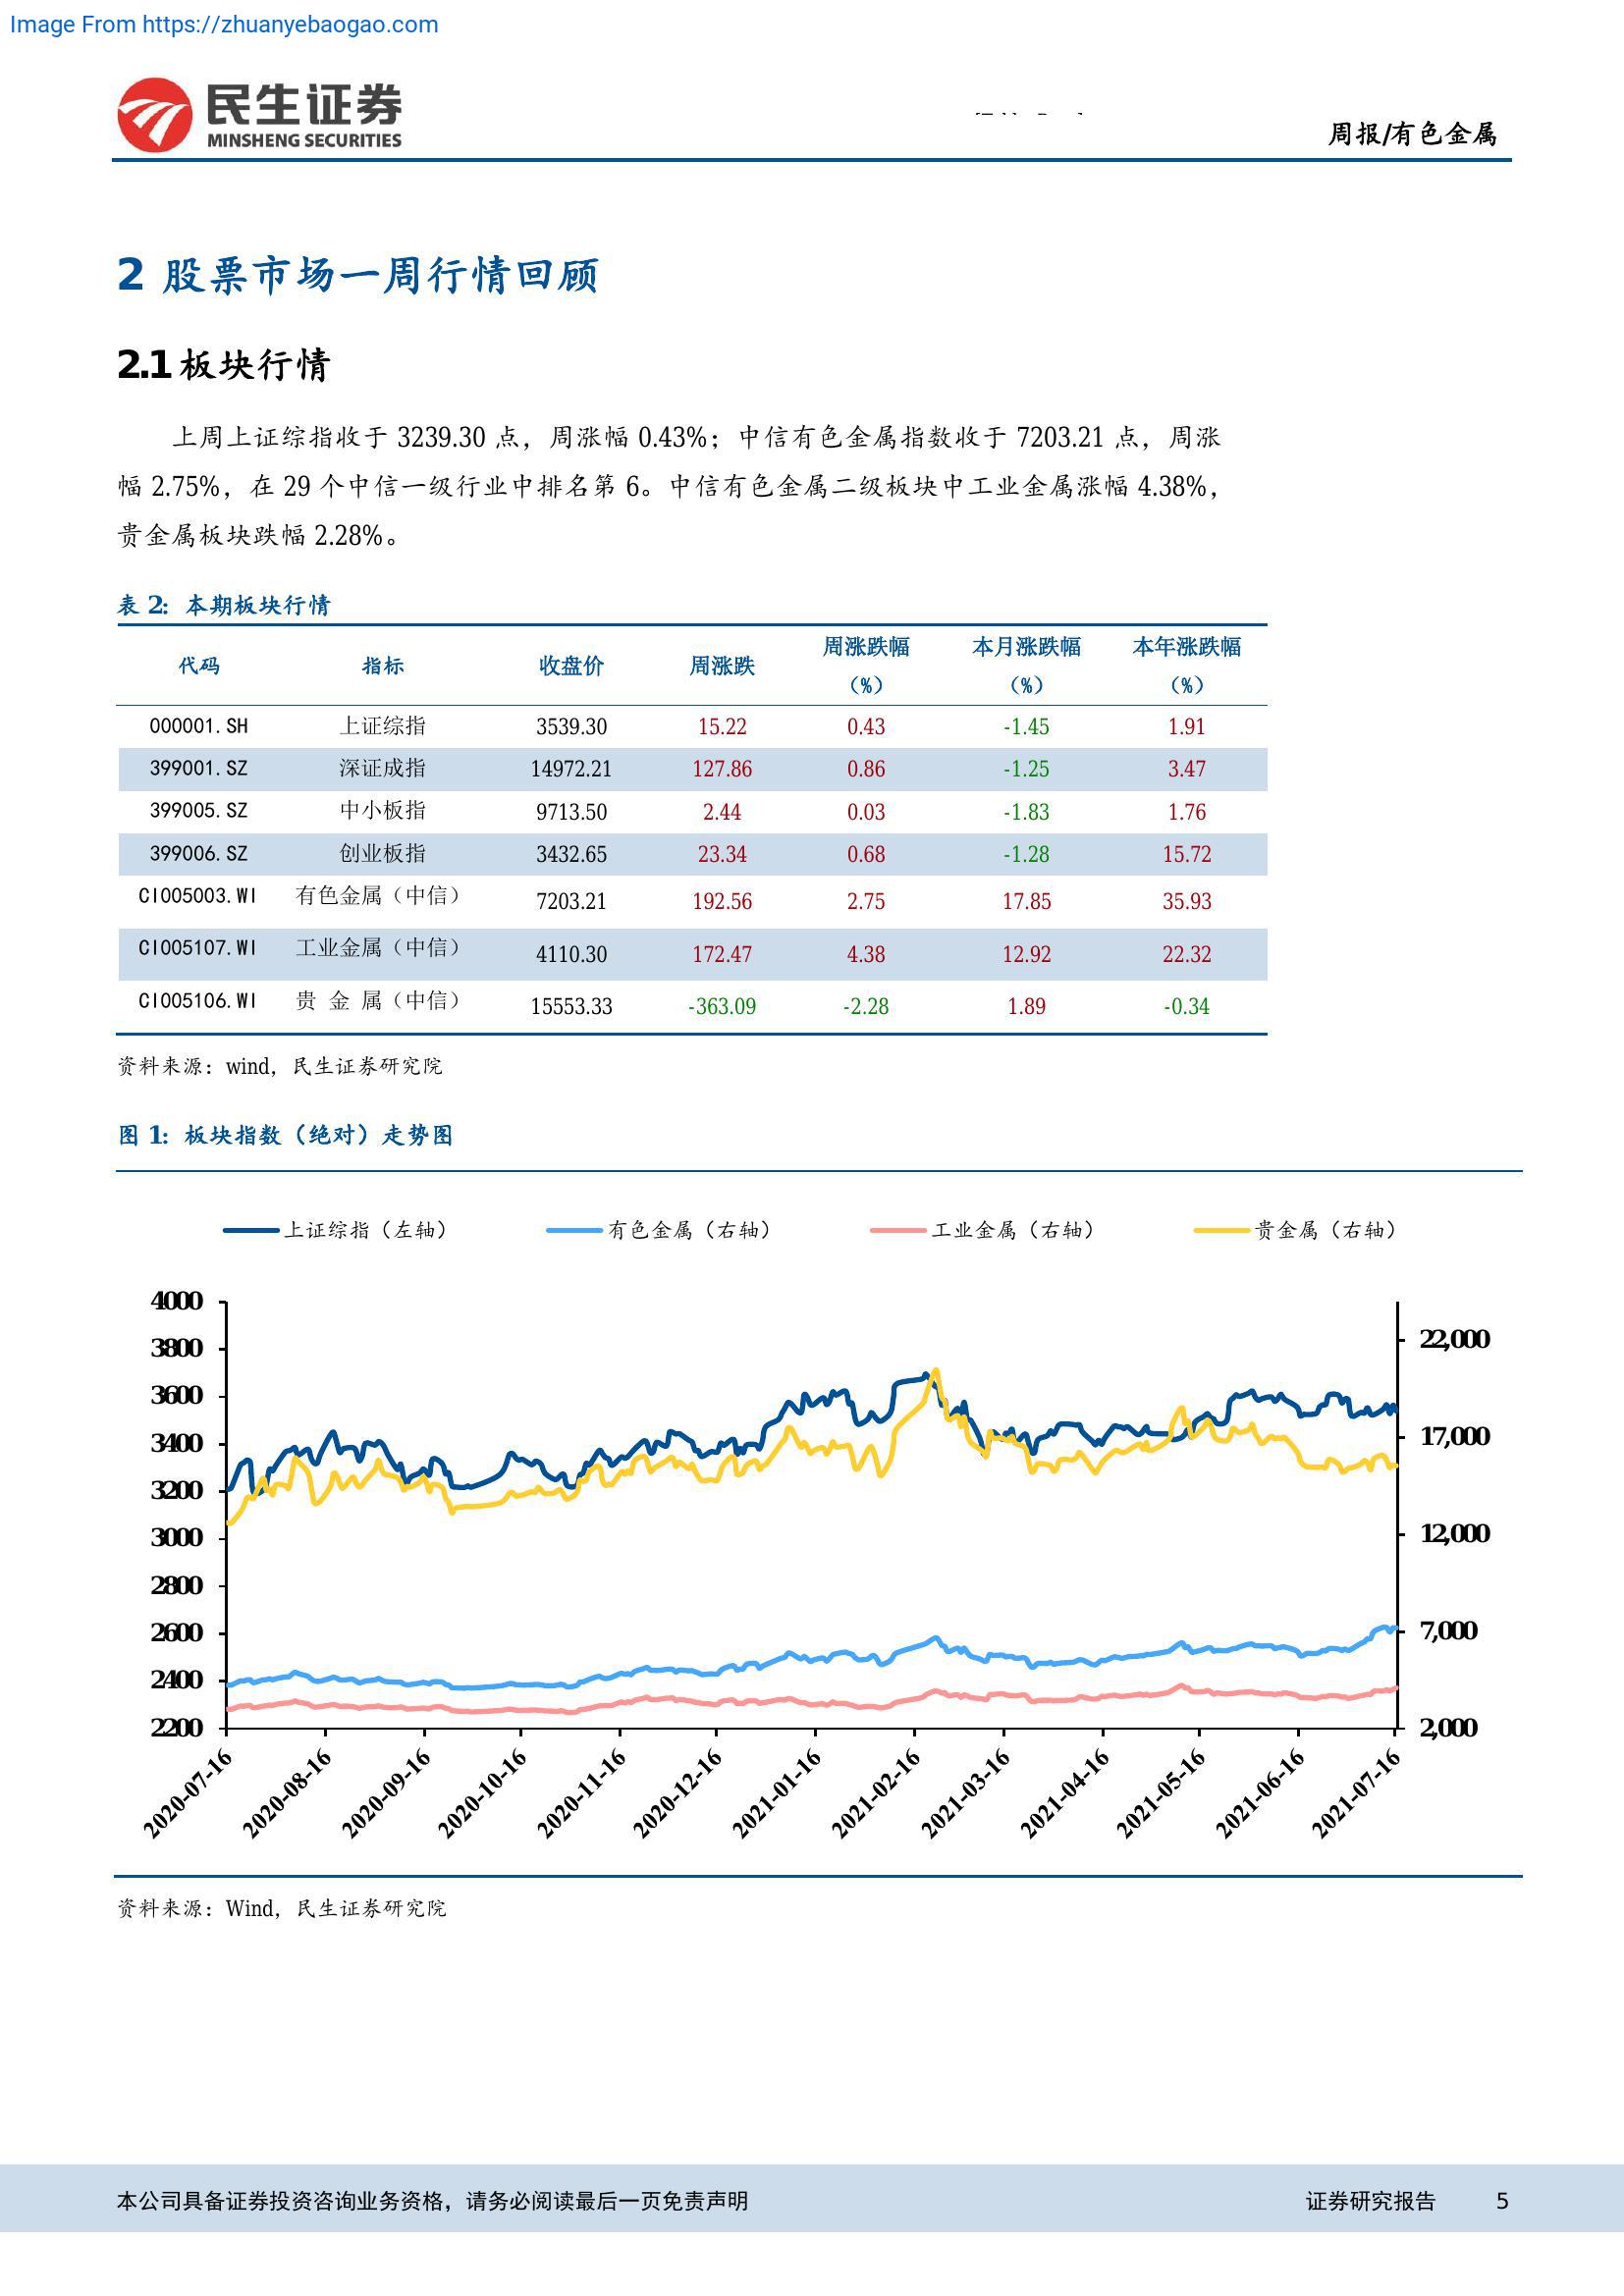 Image From https://zhuanyebaogao.com
民生证券
MINSHENG SECURITIES
周报/有色金属
2 股票市场一周行情回顾
2.1 板块行情
上周上证综指收于 3239.30 点，周涨幅 0.43%；中信有色金属指数收于 7203.21 点，周涨
幅 2.75%，在 29 个中信一级行业中排名第 6。中信有色金属二级板块中工业金属涨幅 4.38%，
贵金属板块跌幅 2.28%。
表 2：本期板块行情
代码 指标 收盘价 周涨跌 周涨跌幅（%） 本月涨跌幅（%） 本年涨跌幅（%）
000001.SH 上证综指 3539.30 15.22 0.43 -1.45 1.91
399001.SZ 深证成指 14972.21 127.86 0.86 -1.25 3.47
399005.SZ 中小板指 9713.50 2.44 0.03 -1.83 1.76
399006.SZ 创业板指 3432.65 23.34 0.68 -1.28 15.72
CI005003.WI 有色金属（中信） 7203.21 192.56 2.75 17.85 35.93
CI005107.WI 工业金属（中信） 4110.30 172.47 4.38 12.92 22.32
CI005106.WI 贵 金 属（中信） 15553.33 -363.09 -2.28 1.89 -0.34
资料来源：wind，民生证券研究院
图 1：板块指数（绝对）走势图
上证综指（左轴） 有色金属（右轴） 工业金属（右轴） 贵金属（右轴）
4000
3800
3600
3400
3200
3000
2800
2600
2400
2200
22,000
17,000
12,000
7,000
2,000
2020-07-16 2020-08-16 2020-09-16 2020-10-16 2020-11-16 2020-12-16 2021-01-16 2021-02-16 2021-03-16 2021-04-16 2021-05-16 2021-06-16 2021-07-16
资料来源：Wind，民生证券研究院
本公司具备证券投资咨询业务资格，请务必阅读最后一页免责声明 证券研究报告 5